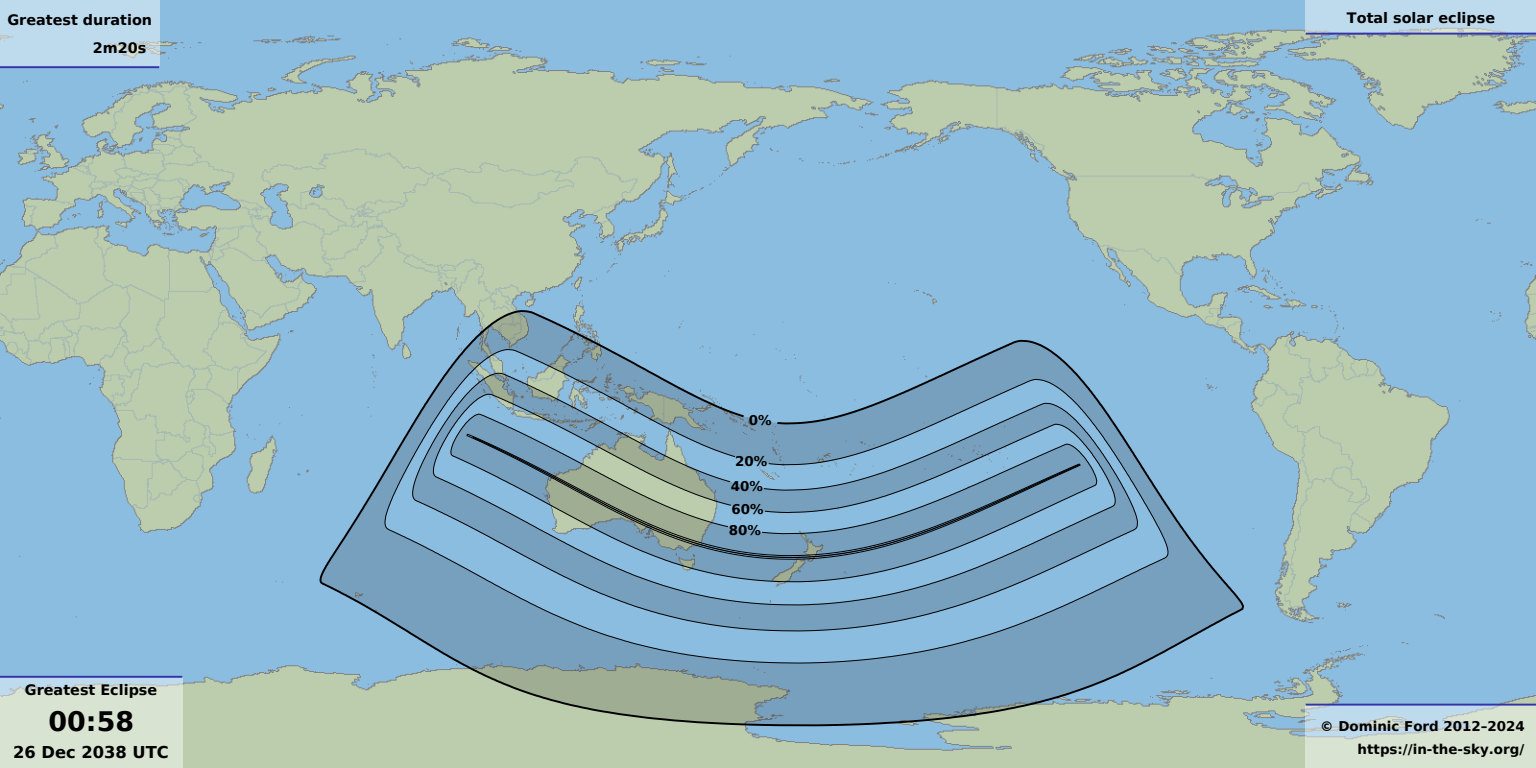 Greatest duration
2m20s
Total solar eclipse
0%
20%
40%
60%
80%
Greatest Eclipse
00:58
26 Dec 2038 UTC
© Dominic Ford 2012–2024
https://in-the-sky.org/